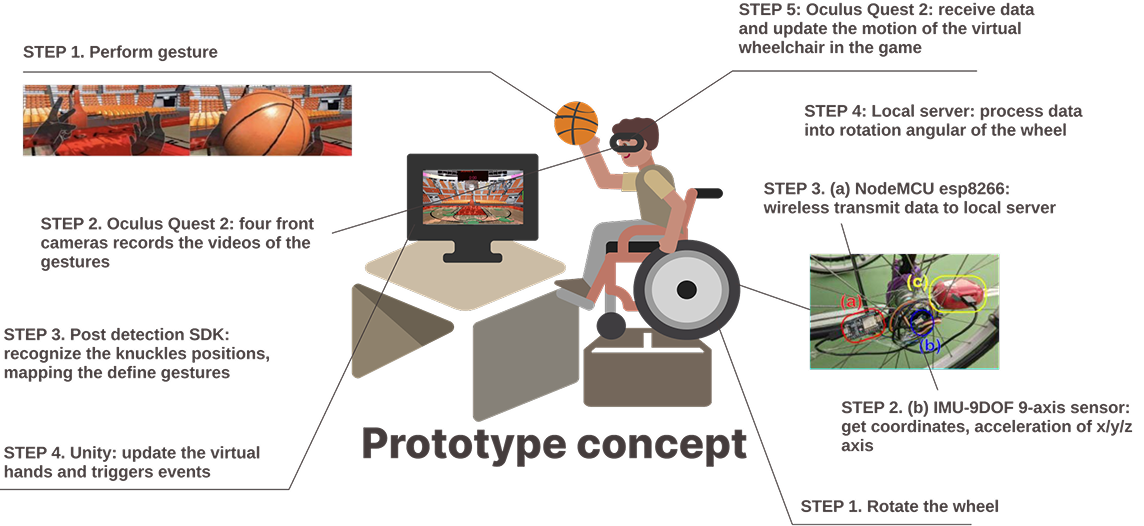 STEP 1. Perform gesture
STEP 2. Oculus Quest 2: four front
cameras records the videos of the
gestures
STEP 3. Post detection SDK:
recognize the knuckles positions,
mapping the define gestures
STEP 4. Unity: update the virtual
hands and triggers events
Prototype concept
STEP 5: Oculus Quest 2: receive data
and update the motion of the virtual
wheelchair in the game
STEP 4: Local server: process data
into rotation angular of the wheel
STEP 3. (a) NodeMCU esp8266:
wireless transmit data to local server
(c)
(a)
(b)
STEP 2. (b) IMU-9DOF 9-axis sensor:
get coordinates, acceleration of x/y/z
axis
STEP 1. Rotate the wheel